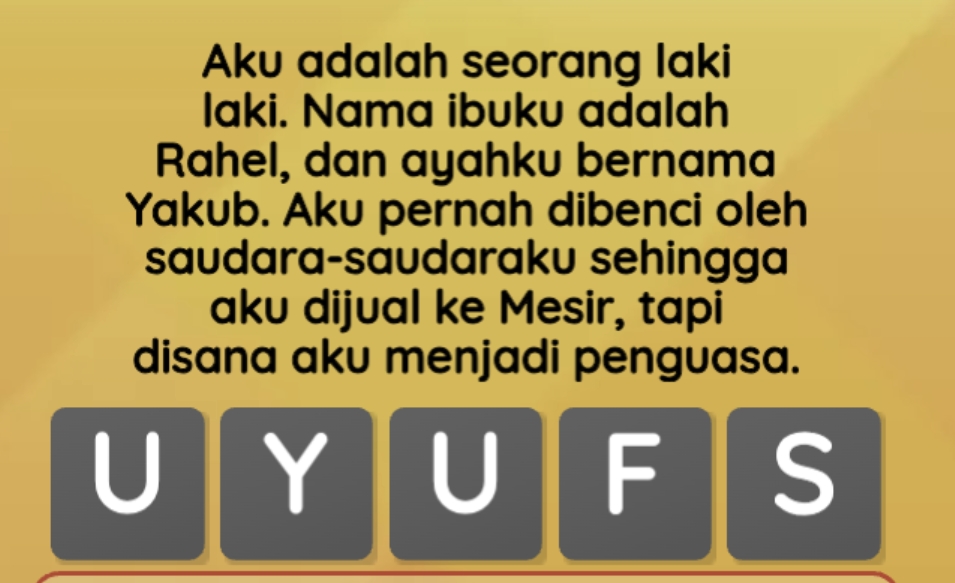 Aku adalah seorang laki
laki. Nama ibuku adalah
Rahel, dan ayahku bernama
Yakub. Aku pernah dibenci oleh
saudara-saudaraku sehingga
aku dijual ke Mesir, tapi
disana aku menjadi penguasa.
U Y U F S